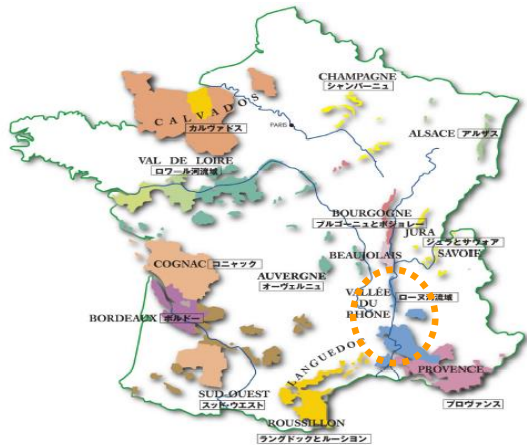 CHAMPAGNE
シャンパーニュ
CALVADOS
カルヴァドス
PARIS
ALSACE アルザス
VAL DE LOIRE
ロワール河流域
BOURGOGNE
ブルゴーニュとボジョレー
JURA
ジュラとサヴォア
SAVOIE
BEAUJOLAIS
COGNAC コニャック
AUVERGNE
オーヴェルニュ
VALLÉE
DU
RHÔNE
ローヌ河流域
BORDEAUX ボルドー
LANGUEDO
PROVENCE
プロヴァンス
SUD OUEST
スッド・ウエスト
ROUSSILLON
ラングドックとルーション